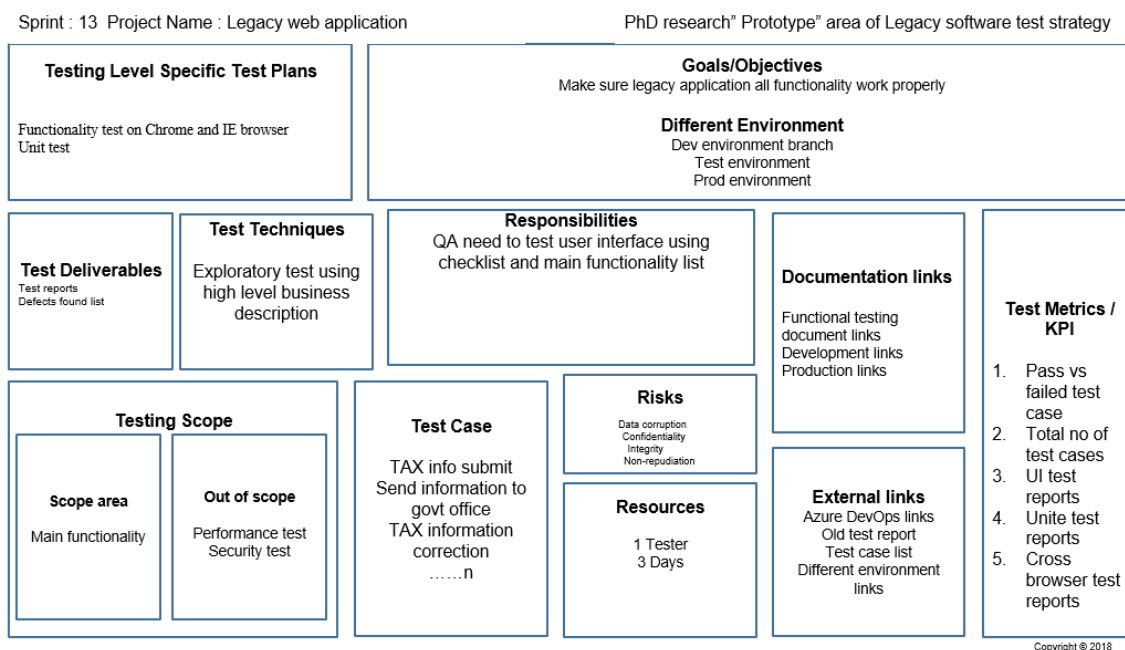 Sprint : 13  Project Name : Legacy web application
PhD research” Prototype” area of Legacy software test strategy
Testing Level Specific Test Plans
Functionality test on Chrome and IE browser
Unit test
Goals/Objectives
Make sure legacy application all functionality work properly
Different Environment
Dev environment branch
Test environment
Prod environment
Test Deliverables
Test reports
Defects found list
Test Techniques
Exploratory test using
high level business
description
Responsibilities
QA need to test user interface using
checklist and main functionality list
Documentation links
Functional testing
document links
Development links
Production links
Test Metrics /
KPI
1. Pass vs
failed test
case
2. Total no of
test cases
3. UI test
reports
4. Unite test
reports
5. Cross
browser test
reports
Testing Scope
Scope area
Main functionality
Out of scope
Performance test
Security test
Test Case
TAX info submit
Send information to
govt office
TAX information
correction
……n
Risks
Data corruption
Confidentiality
Integrity
Non-repudiation
Resources
1 Tester
3 Days
External links
Azure DevOps links
Old test report
Test case list
Different environment
links
Copyright © 2018